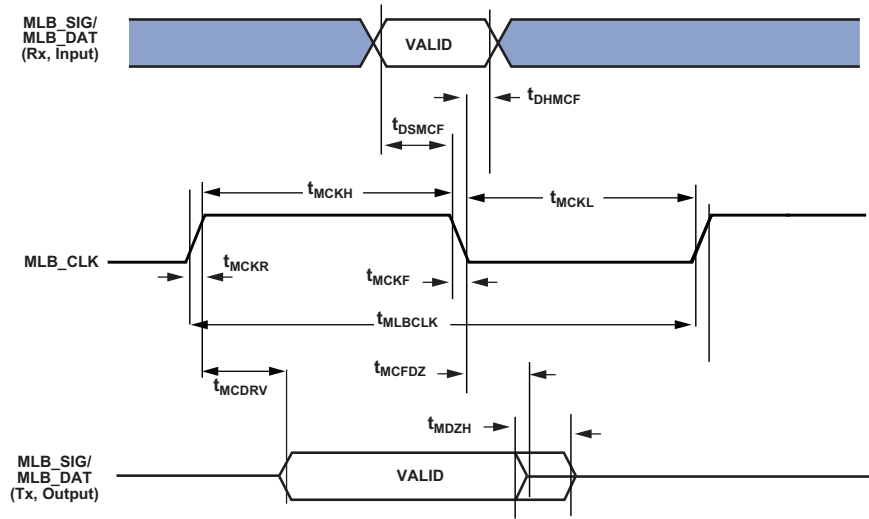 MLB_SIG/
MLB_DAT
(Rx, Input)
VALID
tDHMCF
tDSMCF
tMCKH
tMCKL
MLB_CLK
tMCKR
tMCKF
tMLBCLK
tMCFDZ
tMCDRV
tMDZH
MLB_SIG/
MLB_DAT
(Tx, Output)
VALID